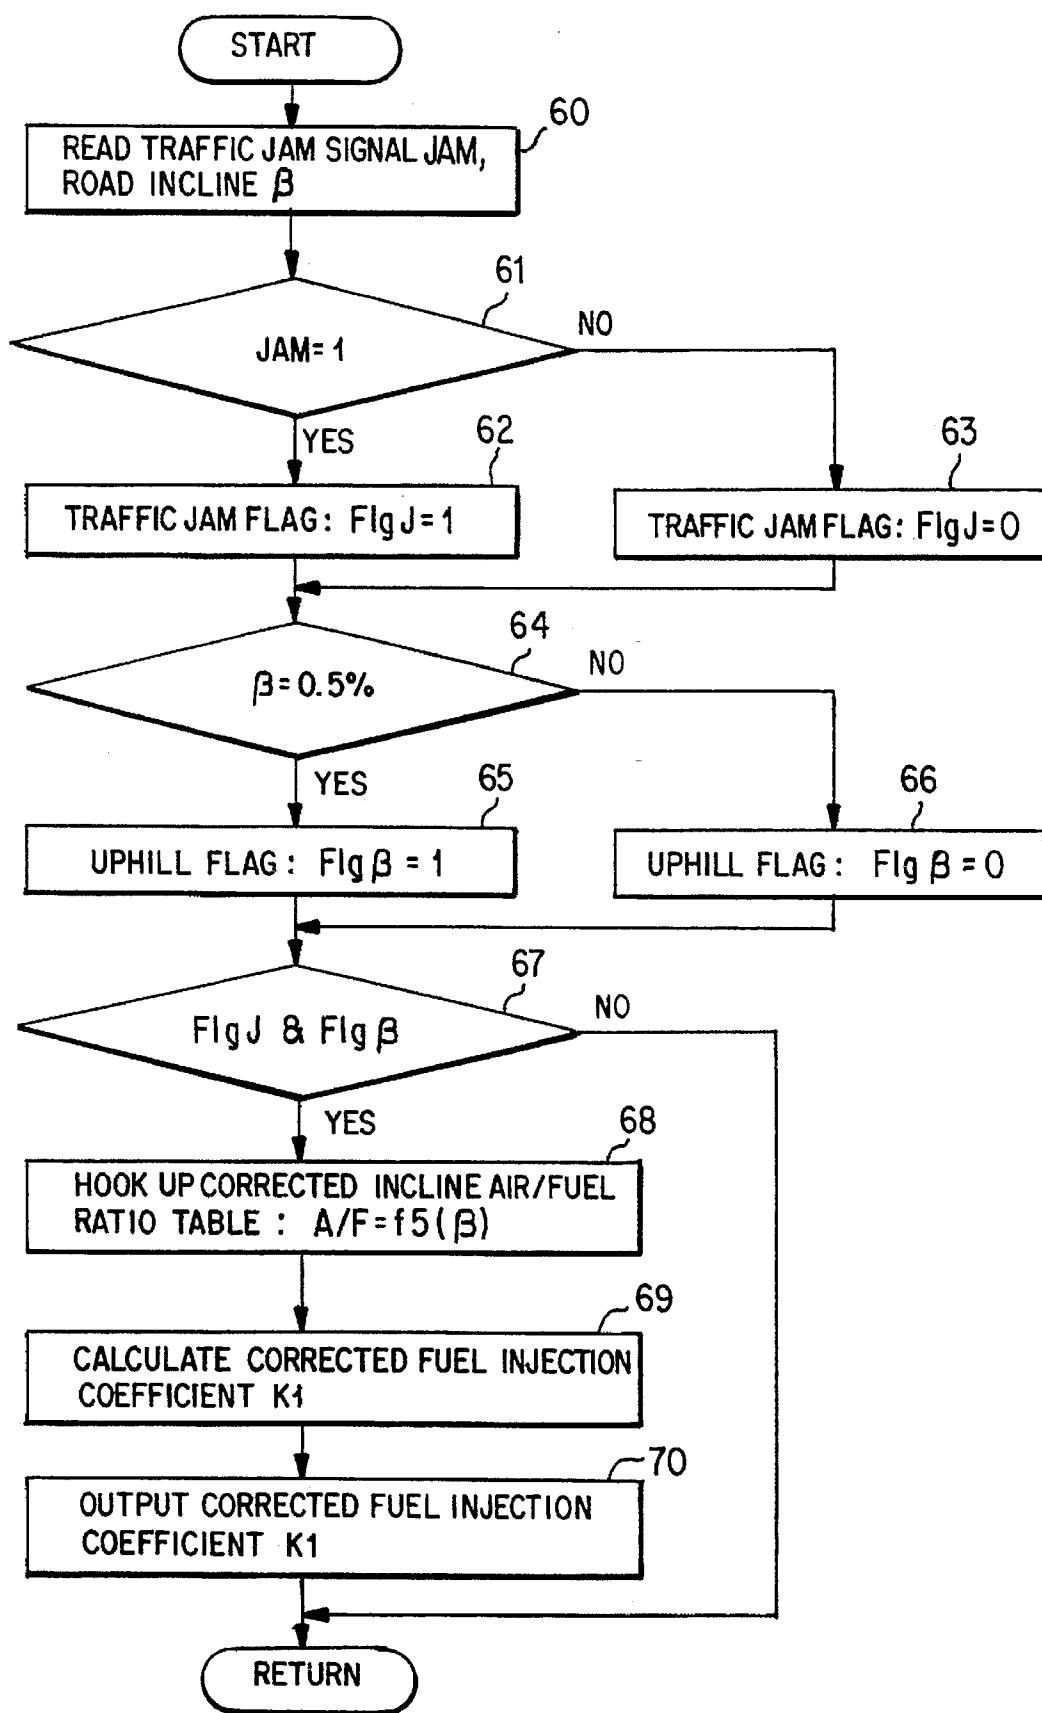 START
60
READ TRAFFIC JAM SIGNAL JAM,
ROAD INCLINE β
61
JAM=1
NO
YES
62
TRAFFIC JAM FLAG: FlgJ=1
63
TRAFFIC JAM FLAG: FlgJ=0
64
β=0.5%
NO
YES
65
UPHILL FLAG: Flgβ=1
66
UPHILL FLAG: Flgβ=0
67
FlgJ & Flgβ
NO
YES
68
HOOK UP CORRECTED INCLINE AIR/FUEL
RATIO TABLE : A/F=f5(β)
69
CALCULATE CORRECTED FUEL INJECTION
COEFFICIENT K1
70
OUTPUT CORRECTED FUEL INJECTION
COEFFICIENT K1
RETURN